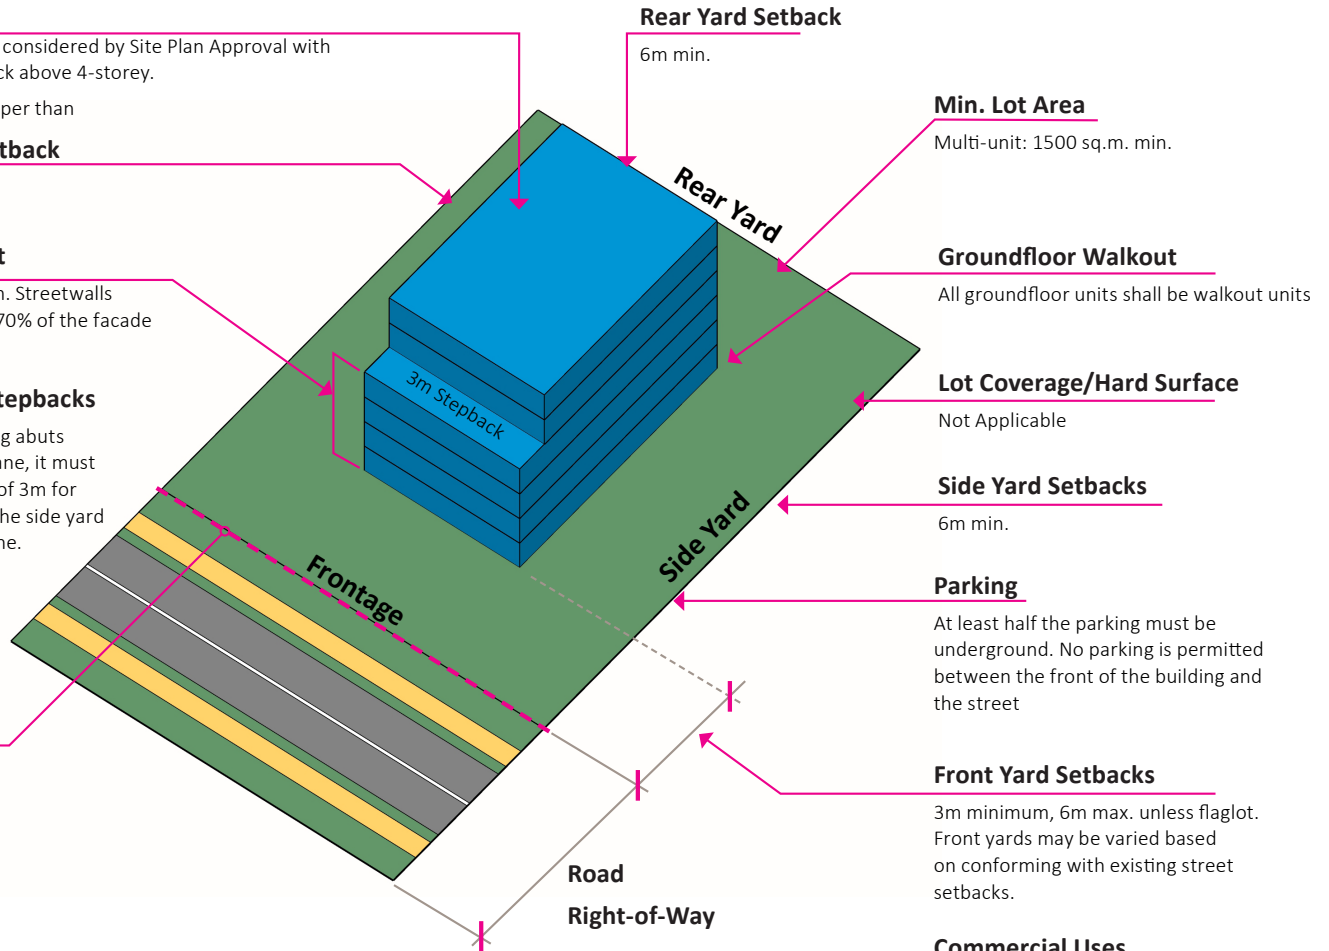 considered by Site Plan Approval with
ck above 4-storey.
per than
tback
t
n. Streetwalls
70% of the facade
tepbacks
g abuts
ane, it must
of 3m for
he side yard
ne.
Rear Yard Setback
6m min.
Min. Lot Area
Multi-unit: 1500 sq.m. min.
Rear Yard
Groundfloor Walkout
All groundfloor units shall be walkout units
3m Stepback
Lot Coverage/Hard Surface
Not Applicable
Side Yard Setbacks
6m min.
Side Yard
Frontage
Parking
At least half the parking must be
underground. No parking is permitted
between the front of the building and
the street
Front Yard Setbacks
3m minimum, 6m max. unless flaglot.
Front yards may be varied based
on conforming with existing street
setbacks.
Road
Right-of-Way
Commercial Uses